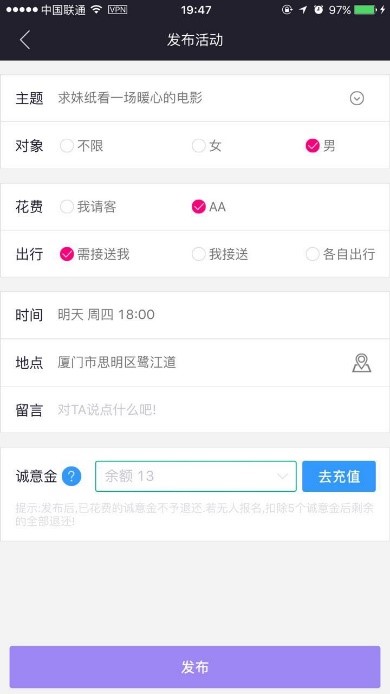 中国联通 VPN 19:47 97%
发布活动
主题 求妹纸看一场暖心的电影
对象 不限 女 男
花费 我请客 AA
出行 需接送我 我接送 各自出行
时间 明天 周四 18:00
地点 厦门市思明区鹭江道
留言 对TA说点什么吧!
诚意金 ? 余额 13 去充值
提示:发布后,已花费的诚意金不予退还.若无人报名,扣除5个诚意金后剩余
的全部退还!
发布